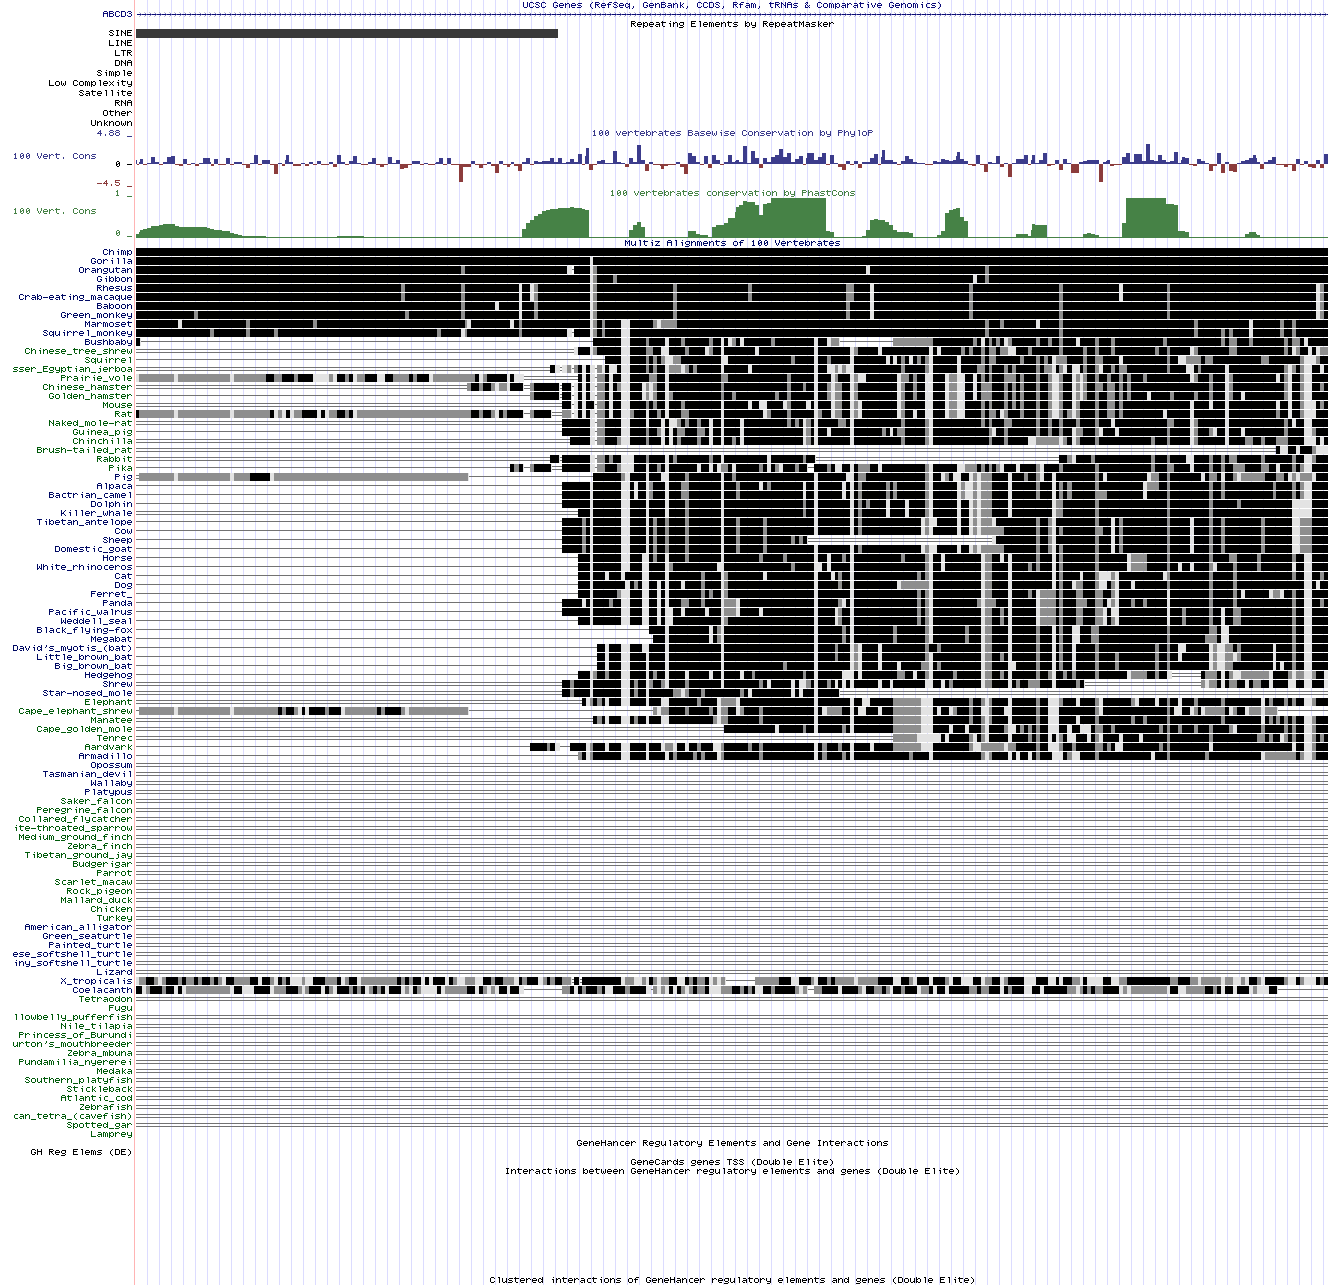 UCSC Genes (RefSeq, GenBank, CCDS, Rfam, tRNAs & Comparative Genomics)
ABCD3
Repeating Elements by RepeatMasker
SINE
LINE
LTR
DNA
Simple
Low Complexity
Satellite
RNA
Other
Unknown
4.88 _
100 vertebrates Basewise Conservation by PhyloP
100 Vert. Cons
0 _
-4.5 _
1 _
100 vertebrates conservation by PhastCons
100 Vert. Cons
0 _
Multiz Alignments of 100 Vertebrates
Chimp
Gorilla
Orangutan
Gibbon
Rhesus
Crab-eating_macaque
Baboon
Green_monkey
Marmoset
Squirrel_monkey
Bushbaby
Chinese_tree_shrew
Squirrel
sser_Egyptian_jerboa
Prairie_vole
Chinese_hamster
Golden_hamster
Mouse
Rat
Naked_mole-rat
Guinea_pig
Chinchilla
Brush-tailed_rat
Rabbit
Pika
Pig
Alpaca
Bactrian_camel
Dolphin
Killer_whale
Tibetan_antelope
Cow
Sheep
Domestic_goat
Horse
White_rhinoceros
Cat
Dog
Ferret_
Panda
Pacific_walrus
Weddell_seal
Black_flying-fox
Megabat
David's_myotis_(bat)
Little_brown_bat
Big_brown_bat
Hedgehog
Shrew
Star-nosed_mole
Elephant
Cape_elephant_shrew
Manatee
Cape_golden_mole
Tenrec
Aardvark
Armadillo
Opossum
Tasmanian_devil
Wallaby
Platypus
Saker_falcon
Peregrine_falcon
Collared_flycatcher
ite-throated_sparrow
Medium_ground_finch
Zebra_finch
Tibetan_ground_jay
Budgerigar
Parrot
Scarlet_macaw
Rock_pigeon
Mallard_duck
Chicken
Turkey
American_alligator
Green_seaturtle
Painted_turtle
ese_softshell_turtle
iny_softshell_turtle
Lizard
X_tropicalis
Coelacanth
Tetraodon
Fugu
llowbelly_pufferfish
Nile_tilapia
Princess_of_Burundi
urton's_mouthbreeder
Zebra_mbuna
Pundamilia_nyererei
Medaka
Southern_platyfish
Stickleback
Atlantic_cod
Zebrafish
can_tetra_(cavefish)
Spotted_gar
Lamprey
GeneHancer Regulatory Elements and Gene Interactions
GH Reg Elems (DE)
GeneCards genes TSS (Double Elite)
Interactions between GeneHancer regulatory elements and genes (Double Elite)
Clustered interactions of GeneHancer regulatory elements and genes (Double Elite)